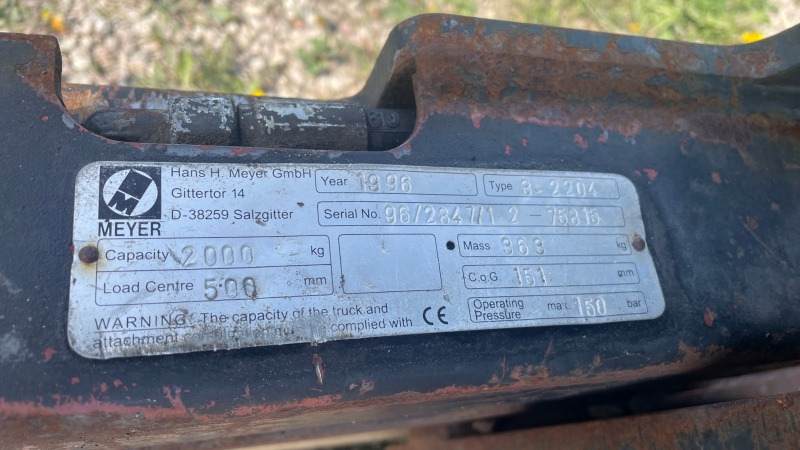 MEYER
Hans H. Meyer GmbH
Gittertor 14
D-38259 Salzgitter
Year 1996
Type 3-2204
Serial No. 96/2847/1 2 - 75815
Capacity 2000 kg
Load Centre 500 mm
Mass 363 kg
C.o.G. 151 mm
Operating Pressure max. 150 bar
WARNING: The capacity of the truck and
attachment complied with
CE